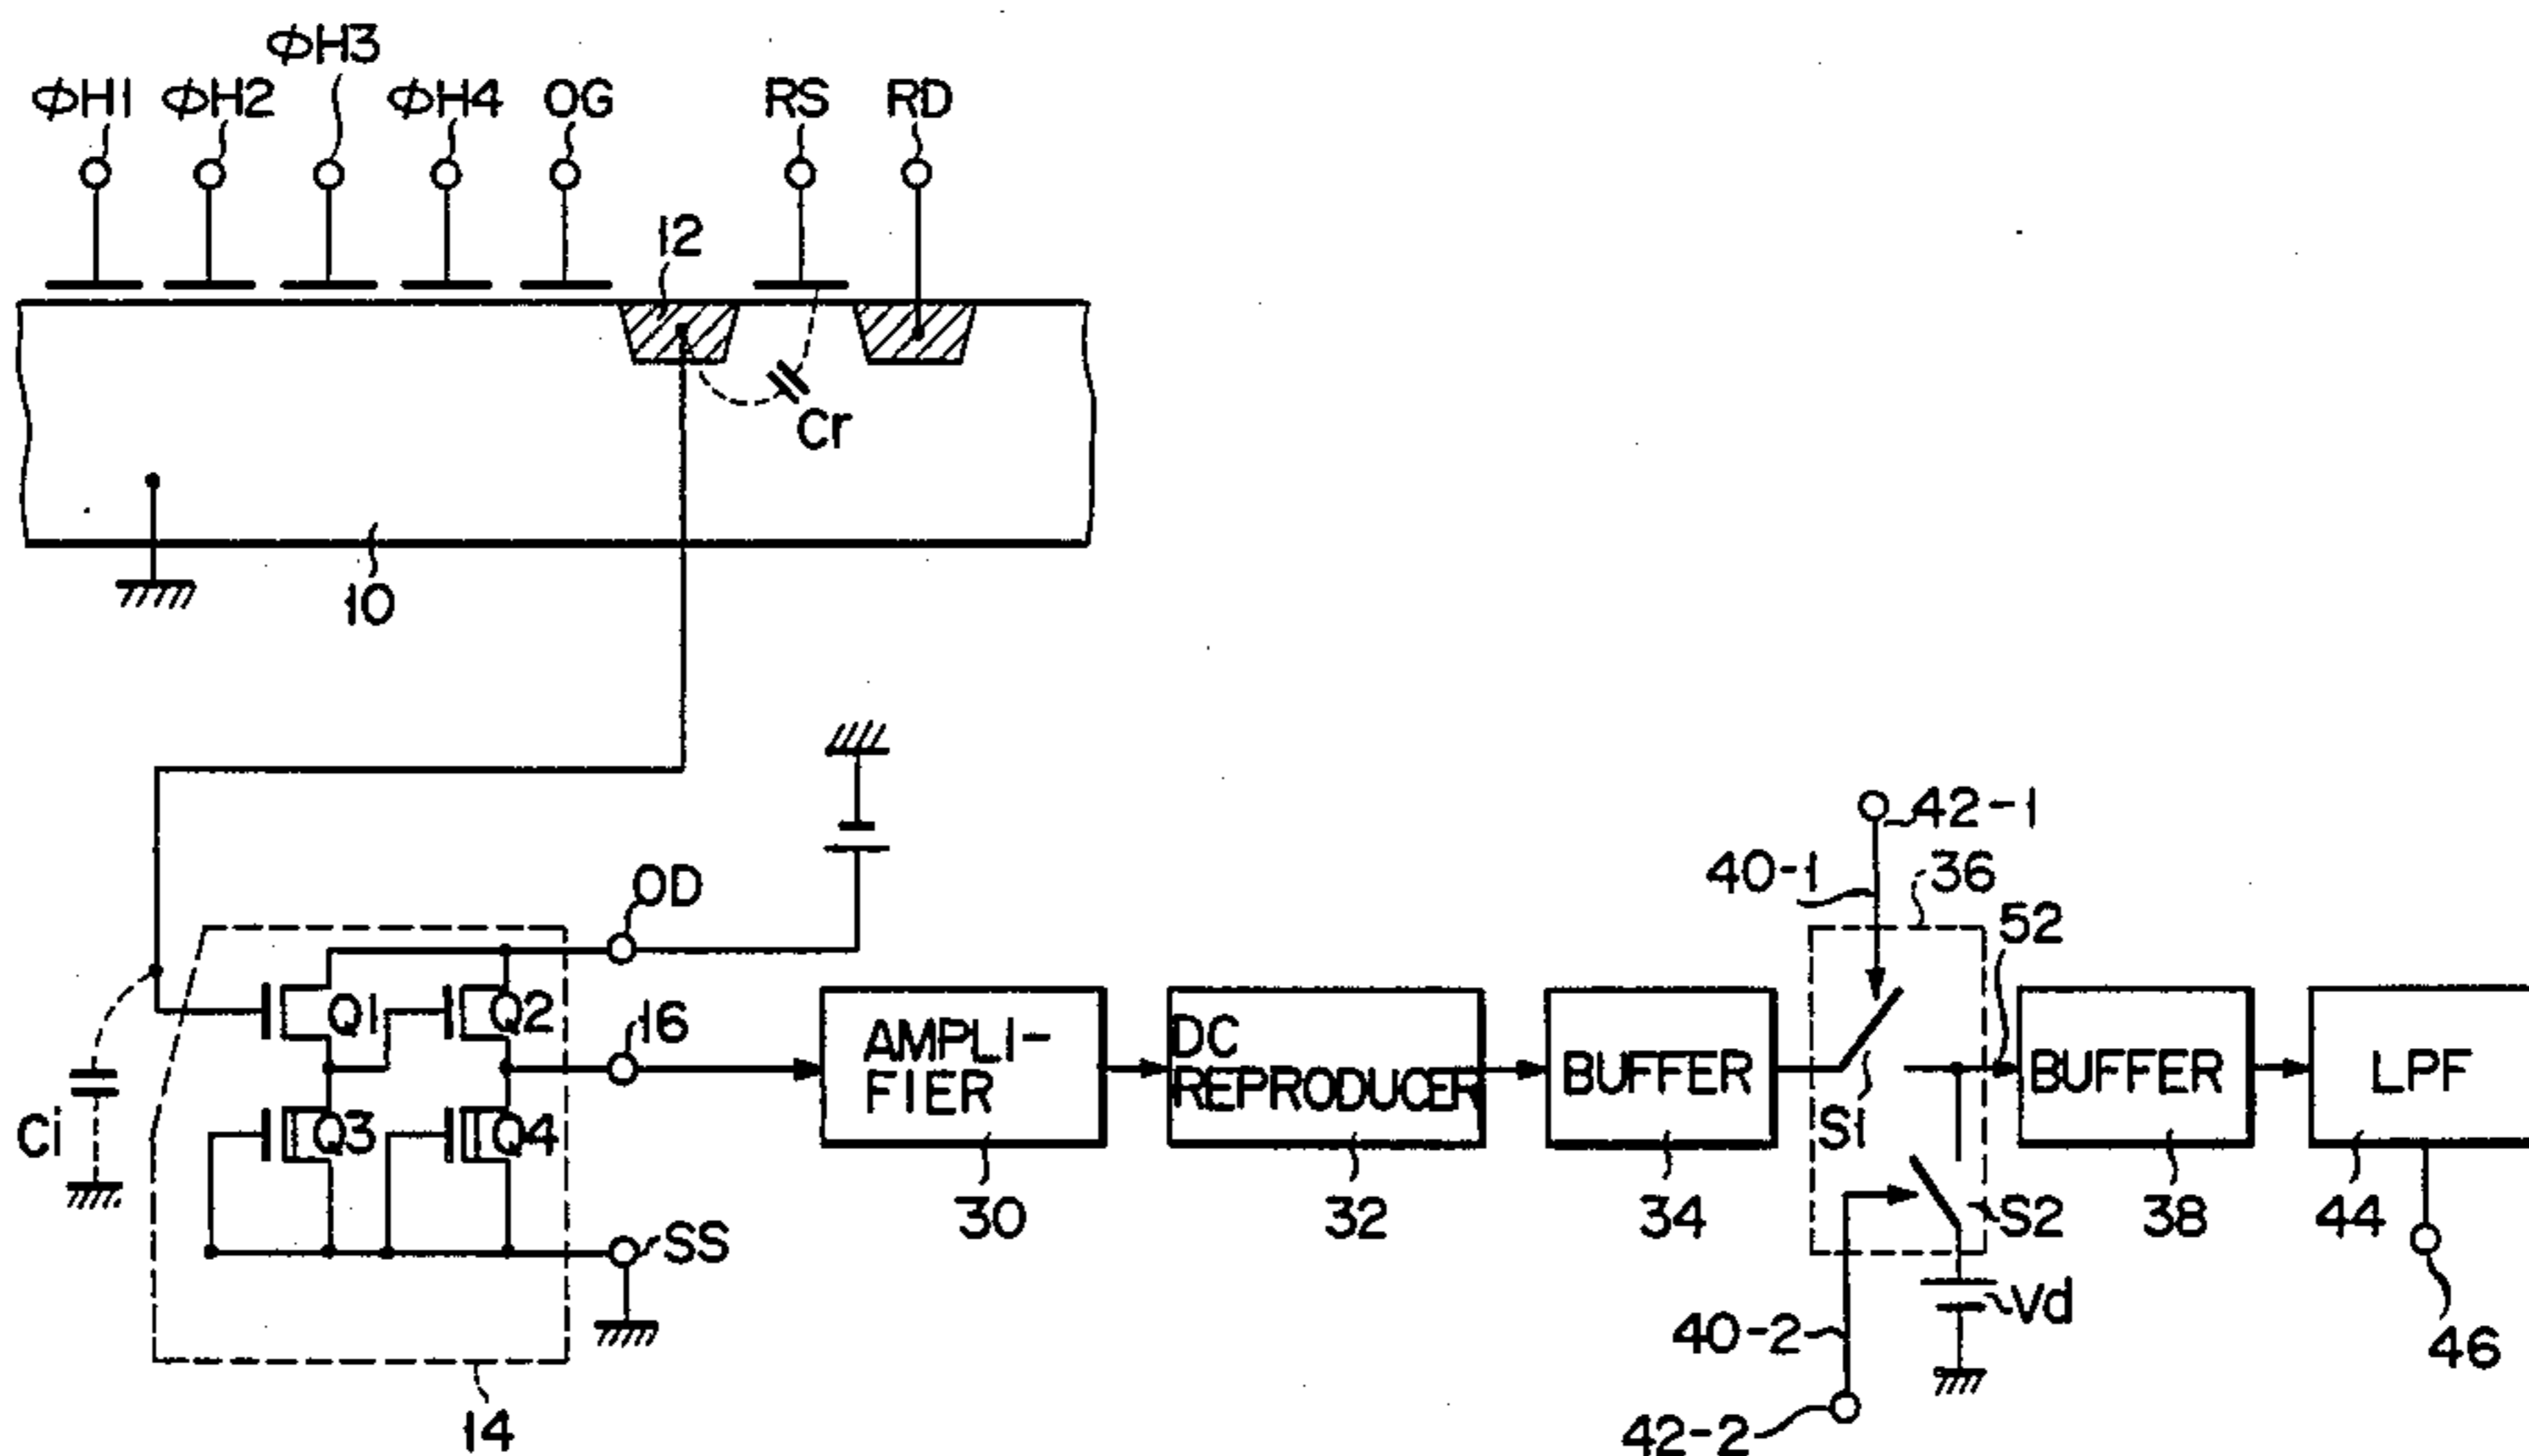 ϕH1 ϕH2 ϕH3 ϕH4 OG RS RD
12
Cr
10
OD
42-1
40-1
36
52
Q1 Q2
16
AMPLI-
FIER
DC
REPRODUCER
BUFFER
S1
BUFFER
LPF
Ci
Q3 Q4
30
32
34
S2
38
44
SS
Vd
40-2
46
14
42-2